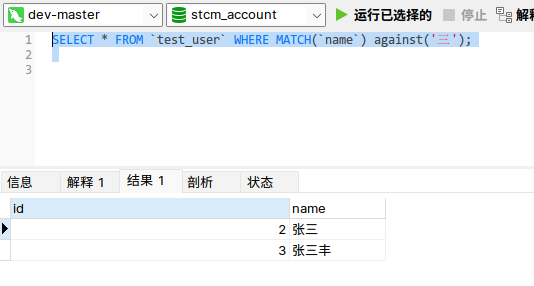 dev-master stcm_account 运行已选择的 停止 解释
1 SELECT * FROM `test_user` WHERE MATCH(`name`) against('三');
2
3
信息 解释 1 结果 1 剖析 状态
id name
2 张三
3 张三丰